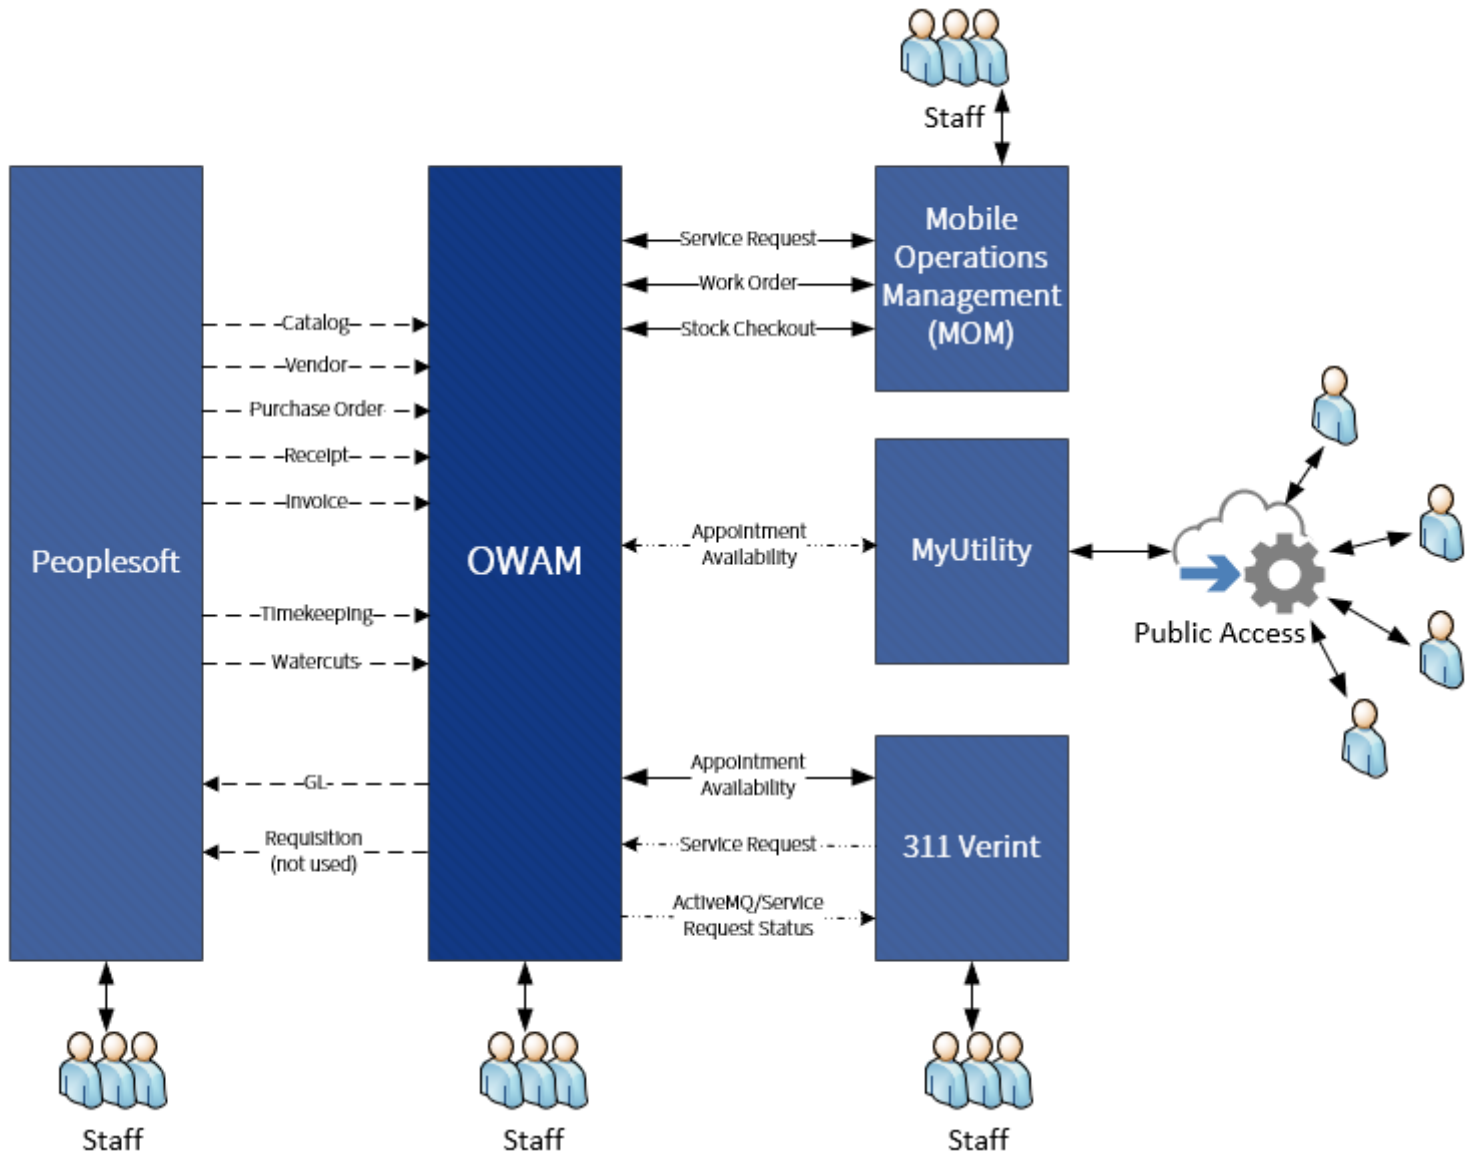 Staff
Mobile
Operations
Management
(MOM)
Service Request
Work Order
Stock Checkout
Catalog
Vendor
Purchase Order
Receipt
Invoice
Peoplesoft
OWAM
Appointment
Availability
MyUtility
Public Access
Timekeeping
Watercuts
GL
Requisition
(not used)
Appointment
Availability
Service Request
ActiveMQ/Service
Request Status
311 Verint
Staff
Staff
Staff